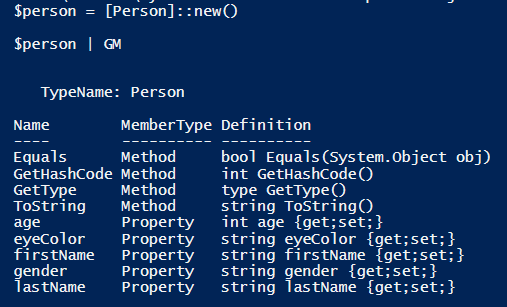 $person = [Person]::new()
$person | GM
TypeName: Person
Name MemberType Definition
---- ---------- ----------
Equals Method bool Equals(System.Object obj)
GetHashCode Method int GetHashCode()
GetType Method type GetType()
ToString Method string ToString()
age Property int age {get;set;}
eyeColor Property string eyeColor {get;set;}
firstName Property string firstName {get;set;}
gender Property string gender {get;set;}
lastName Property string lastName {get;set;}